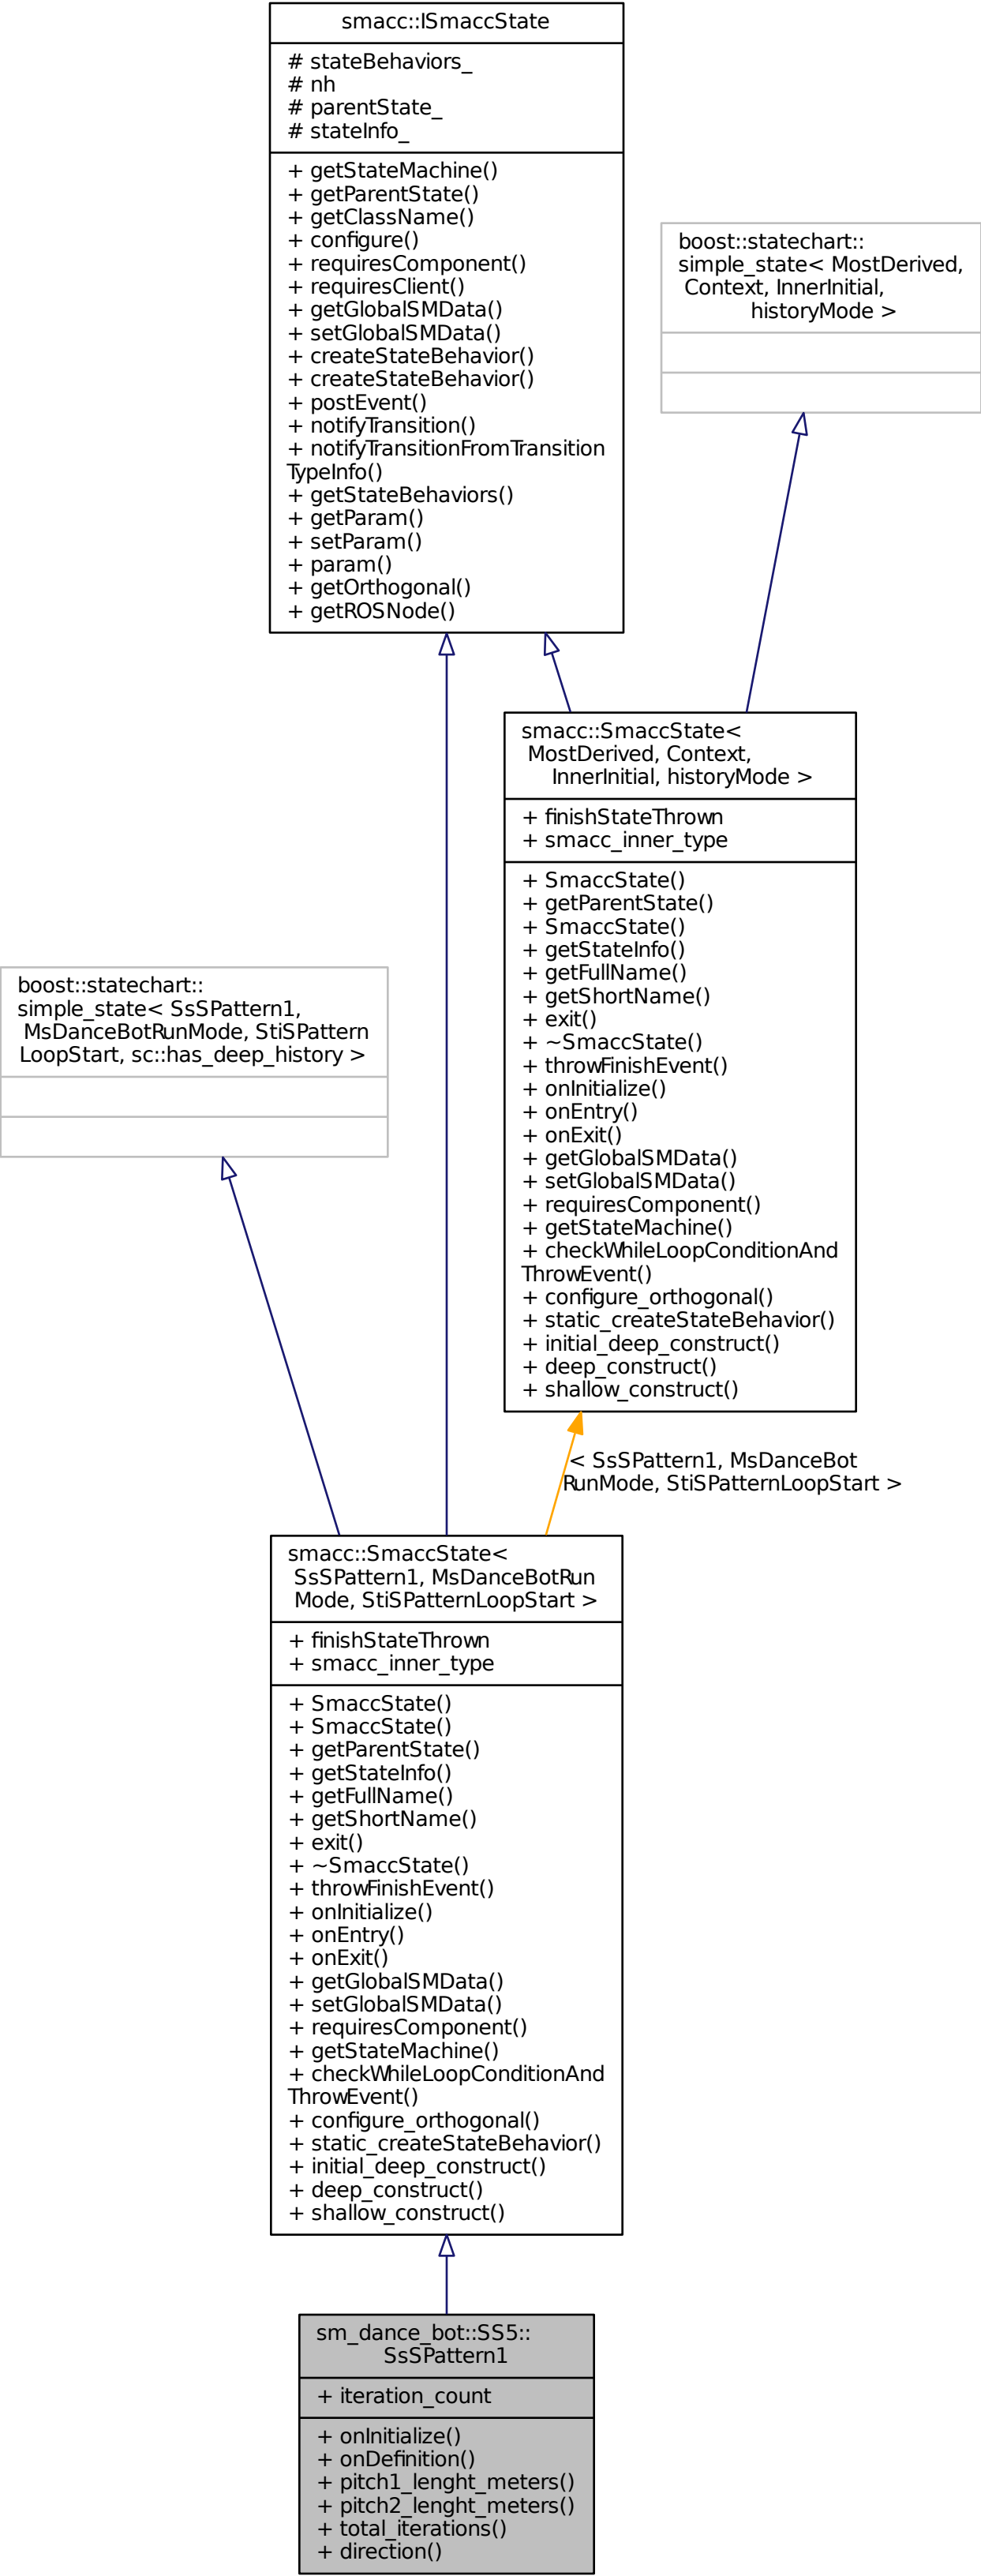 smacc::ISmaccState
# stateBehaviors_
# nh
# parentState_
# stateInfo_
+ getStateMachine()
+ getParentState()
+ getClassName()
+ configure()
+ requiresComponent()
+ requiresClient()
+ getGlobalSMData()
+ setGlobalSMData()
+ createStateBehavior()
+ createStateBehavior()
+ postEvent()
+ notifyTransition()
+ notifyTransitionFromTransition
TypeInfo()
+ getStateBehaviors()
+ getParam()
+ setParam()
+ param()
+ getOrthogonal()
+ getROSNode()
boost::statechart::
simple_state< MostDerived,
Context, InnerInitial,
historyMode >
smacc::SmaccState<
MostDerived, Context,
InnerInitial, historyMode >
+ finishStateThrown
+ smacc_inner_type
+ SmaccState()
+ getParentState()
+ SmaccState()
+ getStateInfo()
+ getFullName()
+ getShortName()
+ exit()
+ ~SmaccState()
+ throwFinishEvent()
+ onInitialize()
+ onEntry()
+ onExit()
+ getGlobalSMData()
+ setGlobalSMData()
+ requiresComponent()
+ getStateMachine()
+ checkWhileLoopConditionAnd
ThrowEvent()
+ configure_orthogonal()
+ static_createStateBehavior()
+ initial_deep_construct()
+ deep_construct()
+ shallow_construct()
boost::statechart::
simple_state< SsSPattern1,
MsDanceBotRunMode, StiSPattern
LoopStart, sc::has_deep_history >
< SsSPattern1, MsDanceBot
RunMode, StiSPatternLoopStart >
smacc::SmaccState<
SsSPattern1, MsDanceBotRun
Mode, StiSPatternLoopStart >
+ finishStateThrown
+ smacc_inner_type
+ SmaccState()
+ SmaccState()
+ getParentState()
+ getStateInfo()
+ getFullName()
+ getShortName()
+ exit()
+ ~SmaccState()
+ throwFinishEvent()
+ onInitialize()
+ onEntry()
+ onExit()
+ getGlobalSMData()
+ setGlobalSMData()
+ requiresComponent()
+ getStateMachine()
+ checkWhileLoopConditionAnd
ThrowEvent()
+ configure_orthogonal()
+ static_createStateBehavior()
+ initial_deep_construct()
+ deep_construct()
+ shallow_construct()
sm_dance_bot::SS5::
SsSPattern1
+ iteration_count
+ onInitialize()
+ onDefinition()
+ pitch1_lenght_meters()
+ pitch2_lenght_meters()
+ total_iterations()
+ direction()